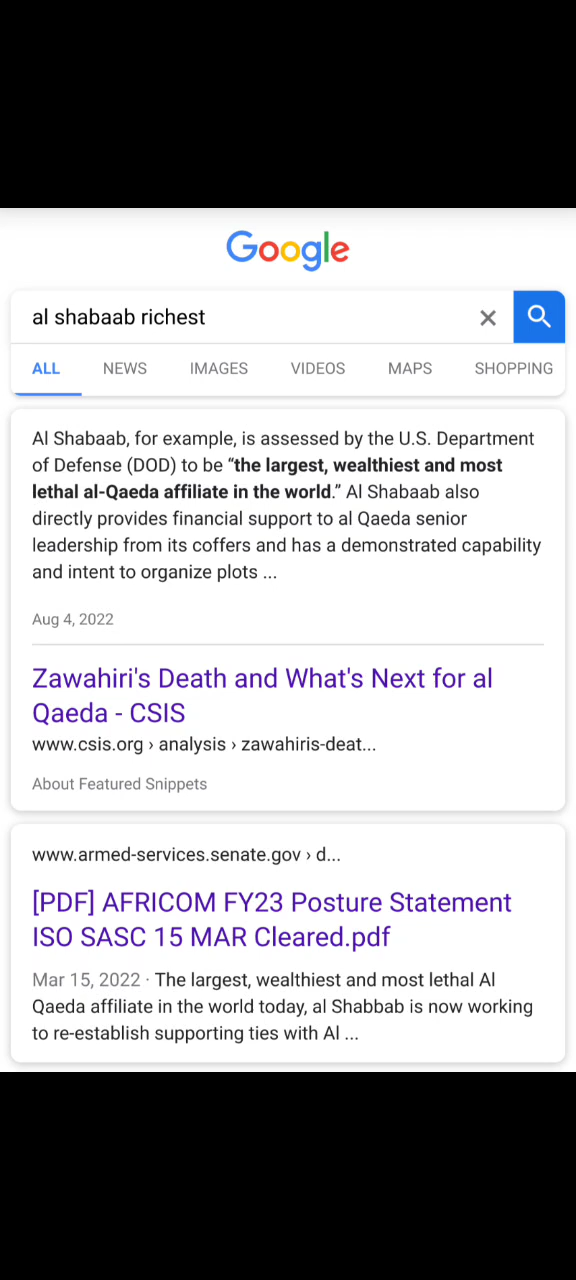 Google
al shabaab richest
ALL NEWS IMAGES VIDEOS MAPS SHOPPING
Al Shabaab, for example, is assessed by the U.S. Department
of Defense (DOD) to be “the largest, wealthiest and most
lethal al-Qaeda affiliate in the world.” Al Shabaab also
directly provides financial support to al Qaeda senior
leadership from its coffers and has a demonstrated capability
and intent to organize plots ...
Aug 4, 2022
Zawahiri's Death and What's Next for al
Qaeda - CSIS
www.csis.org › analysis › zawahiris-deat...
About Featured Snippets
www.armed-services.senate.gov › d...
[PDF] AFRICOM FY23 Posture Statement
ISO SASC 15 MAR Cleared.pdf
Mar 15, 2022 · The largest, wealthiest and most lethal Al
Qaeda affiliate in the world today, al Shabbab is now working
to re-establish supporting ties with Al ...